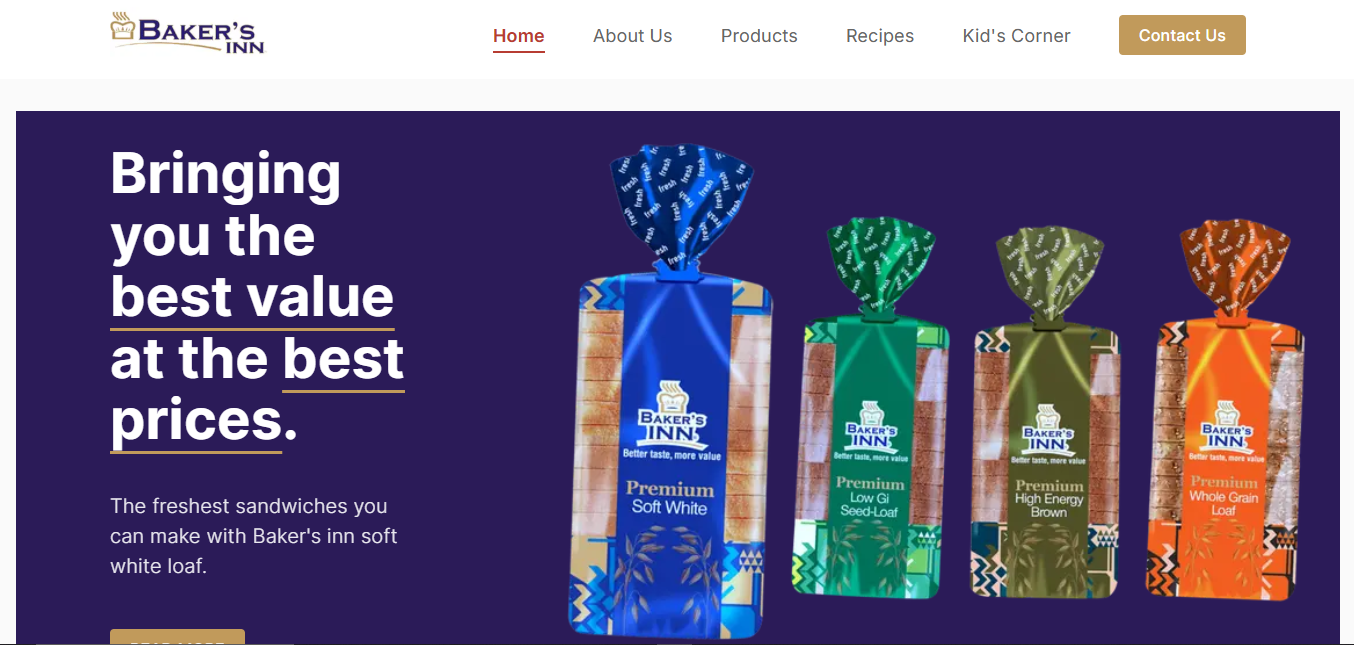 BAKER'S
INN
Home
About Us
Products
Recipes
Kid's Corner
Contact Us
Bringing
you the
best value
at the best
prices.
The freshest sandwiches you
can make with Baker's inn soft
white loaf.
READ MORE
BAKER'S
INN
Better taste, more value
Premium
Soft White
BAKER'S
INN
Better taste, more value
Premium
Low Gi
Seed-Loaf
BAKER'S
INN
Better taste, more value
Premium
High Energy
Brown
BAKER'S
INN
Better taste, more value
Premium
Whole Grain
Loaf
fresh
fresh
fresh
fresh